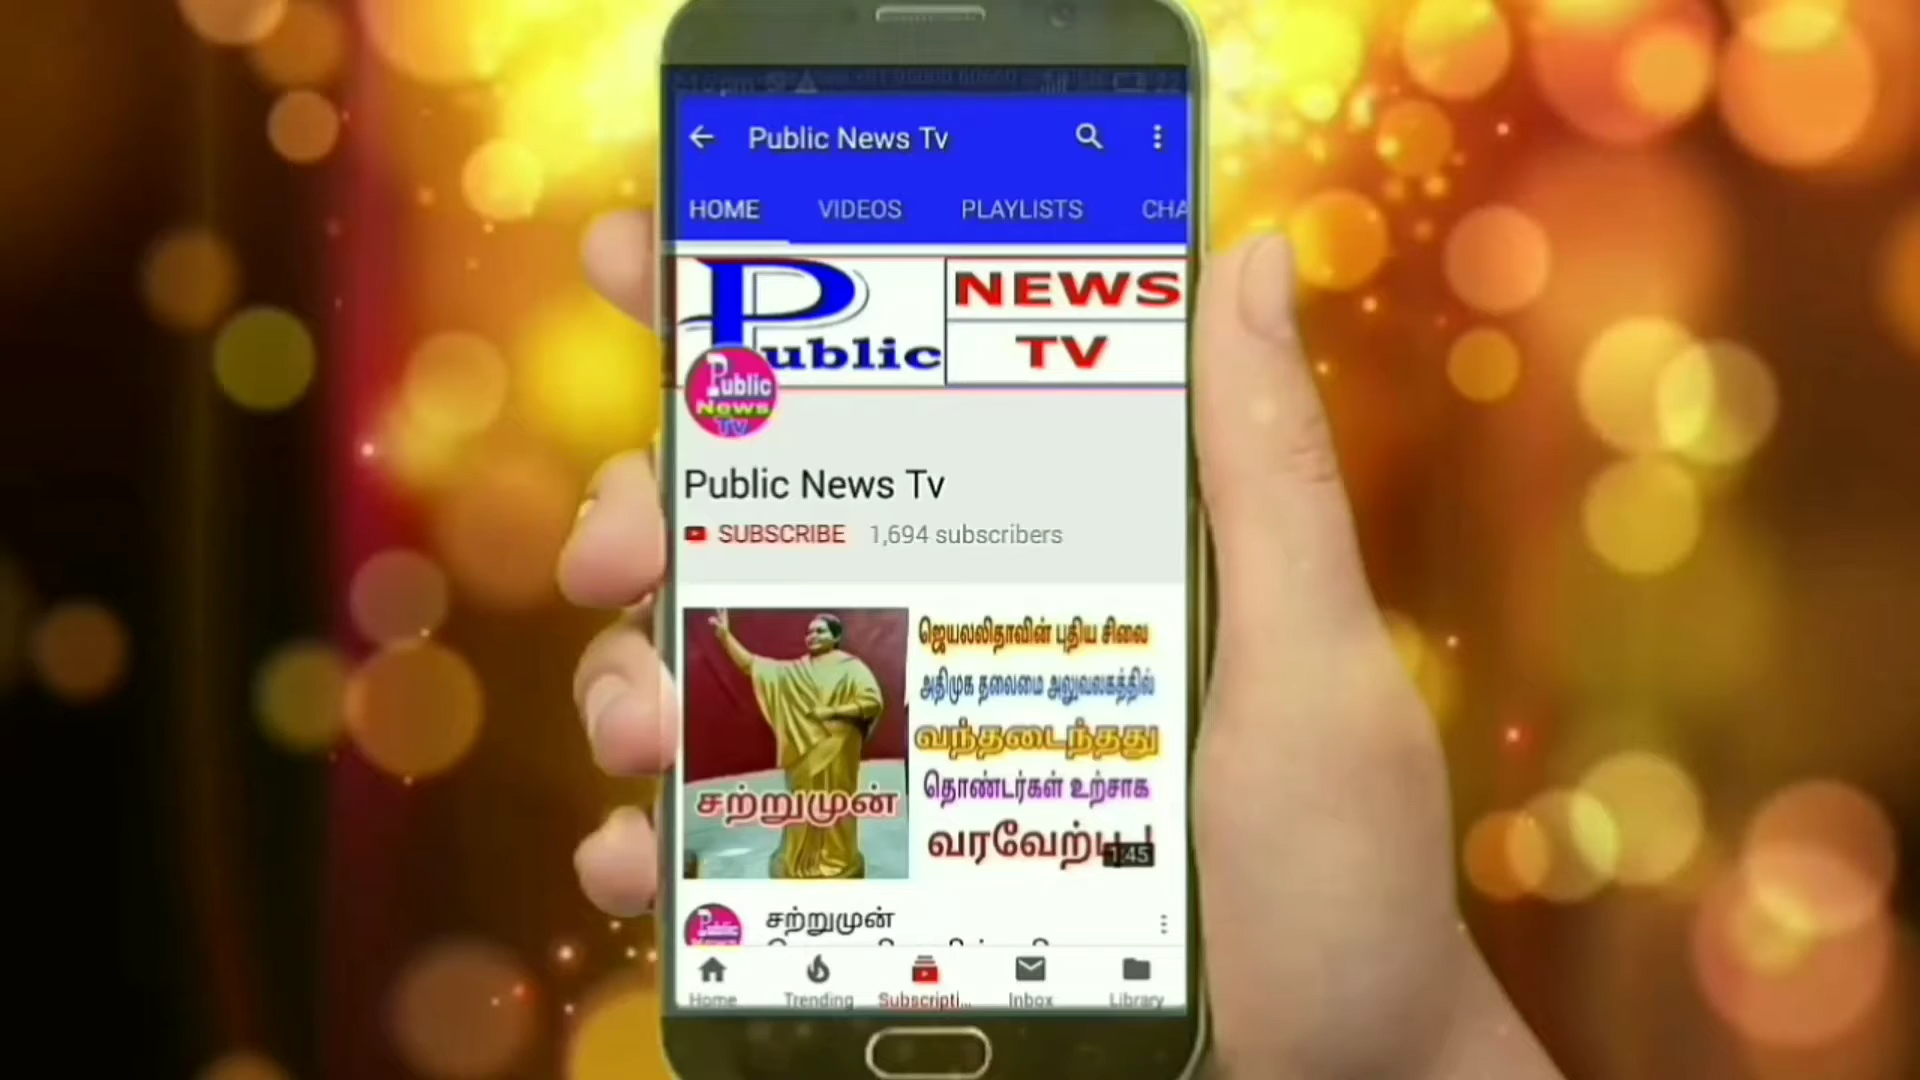 Public News Tv
HOME VIDEOS PLAYLISTS CHA
Public
NEWS
TV
Public
News
Tv
Public News Tv
SUBSCRIBE 1,694 subscribers
ஜெயலலிதாவின் புதிய சிலை
அதிமுக தலைமை அலுவலகத்தில்
வந்தடைந்தது
தொண்டர்கள் உற்சாக
சற்றுமுன்
1:45
Public
சற்றுமுன்
Home Trending Subscripti... Inbox Library